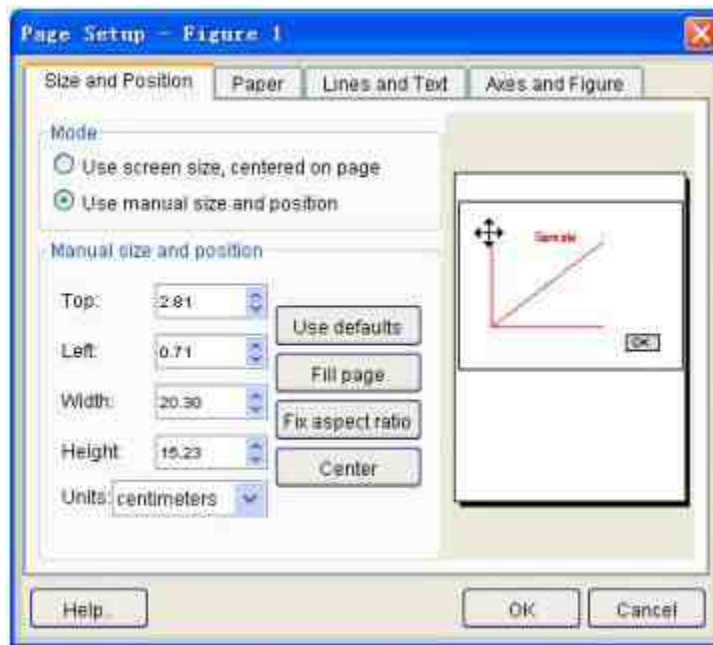 Page Setup - Figure 1
Size and Position
Paper
Lines and Text
Axes and Figure
Mode
Use screen size, centered on page
Use manual size and position
Manual size and position
Top:
2.81
Left:
0.71
Width:
20.30
Height:
15.23
Units:
centimeters
Use defaults
Fill page
Fix aspect ratio
Center
Sample
OK
Help...
OK
Cancel